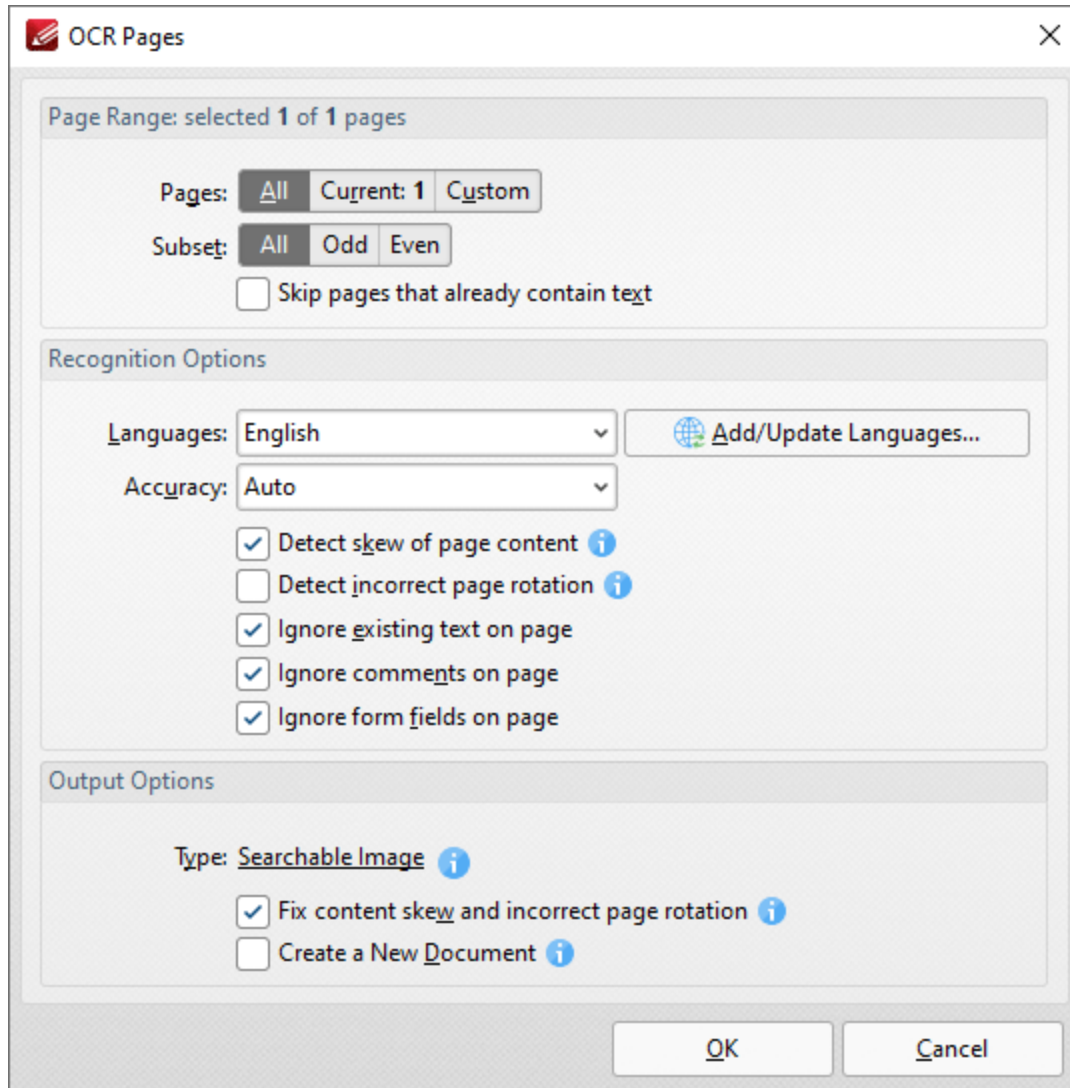 OCR Pages
Page Range: selected 1 of 1 pages
Pages: All Current: 1 Custom
Subset: All Odd Even
Skip pages that already contain text
Recognition Options
Languages: English Add/Update Languages...
Accuracy: Auto
Detect skew of page content
Detect incorrect page rotation
Ignore existing text on page
Ignore comments on page
Ignore form fields on page
Output Options
Type: Searchable Image
Fix content skew and incorrect page rotation
Create a New Document
OK Cancel